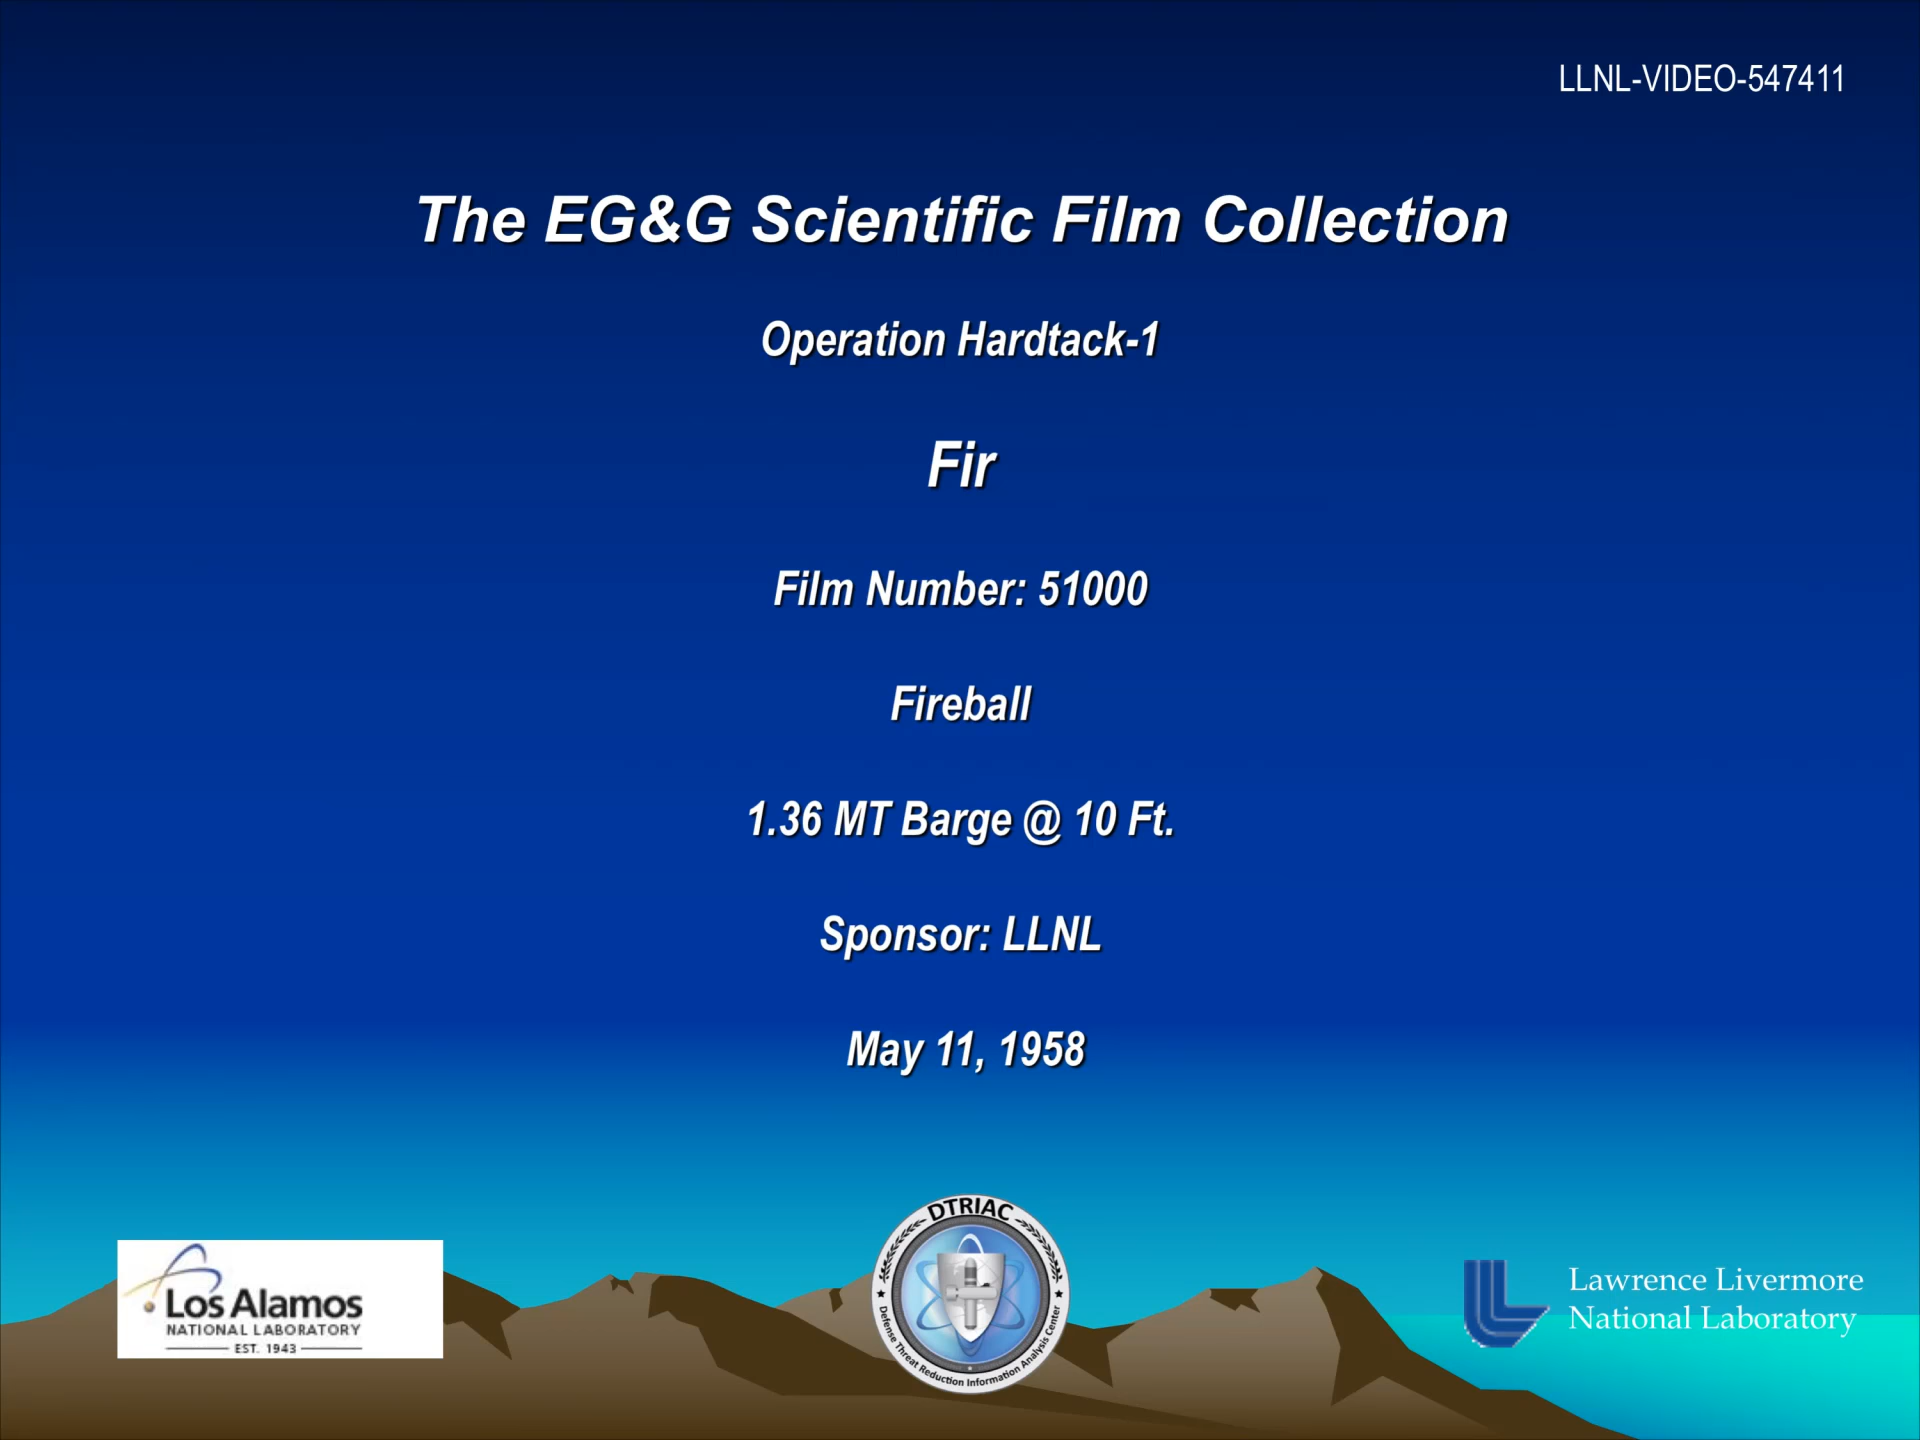 LLNL-VIDEO-547411
The EG&G Scientific Film Collection
Operation Hardtack-1
Fir
Film Number: 51000
Fireball
1.36 MT Barge @ 10 Ft.
Sponsor: LLNL
May 11, 1958
Los Alamos
NATIONAL LABORATORY
EST. 1943
DTRIAC
Defense Threat Reduction Information Analysis Center
Lawrence Livermore
National Laboratory